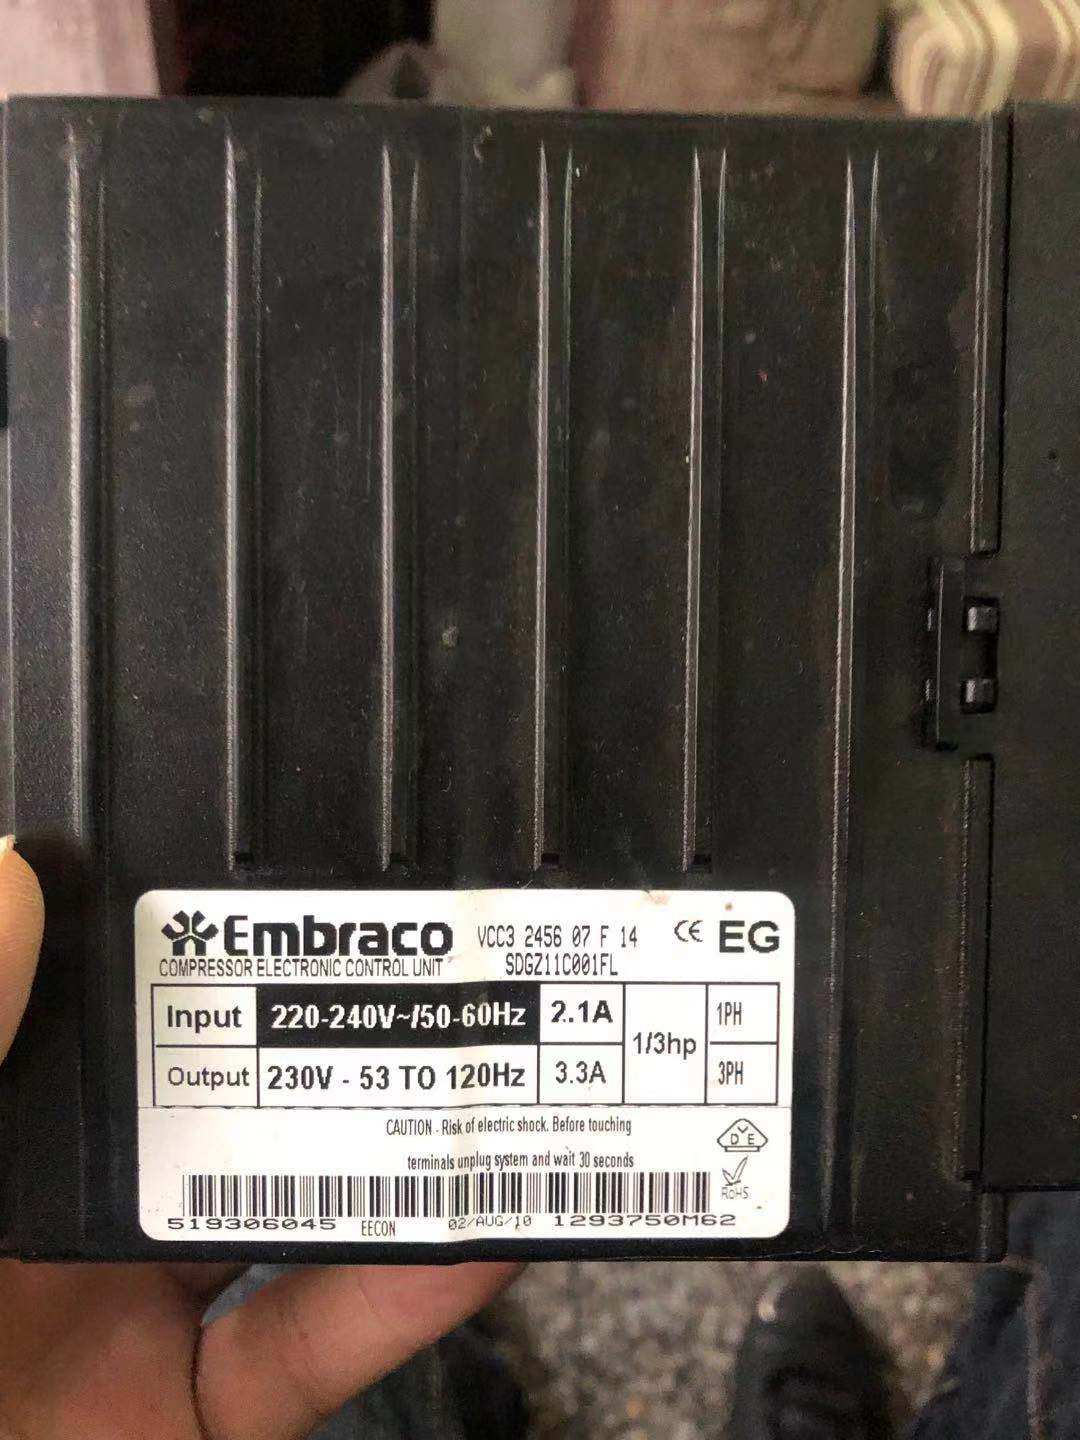 Embraco VCC3 2456 07 F 14 CE EG
COMPRESSOR ELECTRONIC CONTROL UNIT SDGZ11C001FL
Input 220-240V~/50-60Hz 2.1A 1/3hp 1PH
Output 230V - 53 TO 120Hz 3.3A 3PH
CAUTION - Risk of electric shock. Before touching
terminals unplug system and wait 30 seconds
DVE
RoHS
519306045 EECON 02/AUG/10 1293750M62